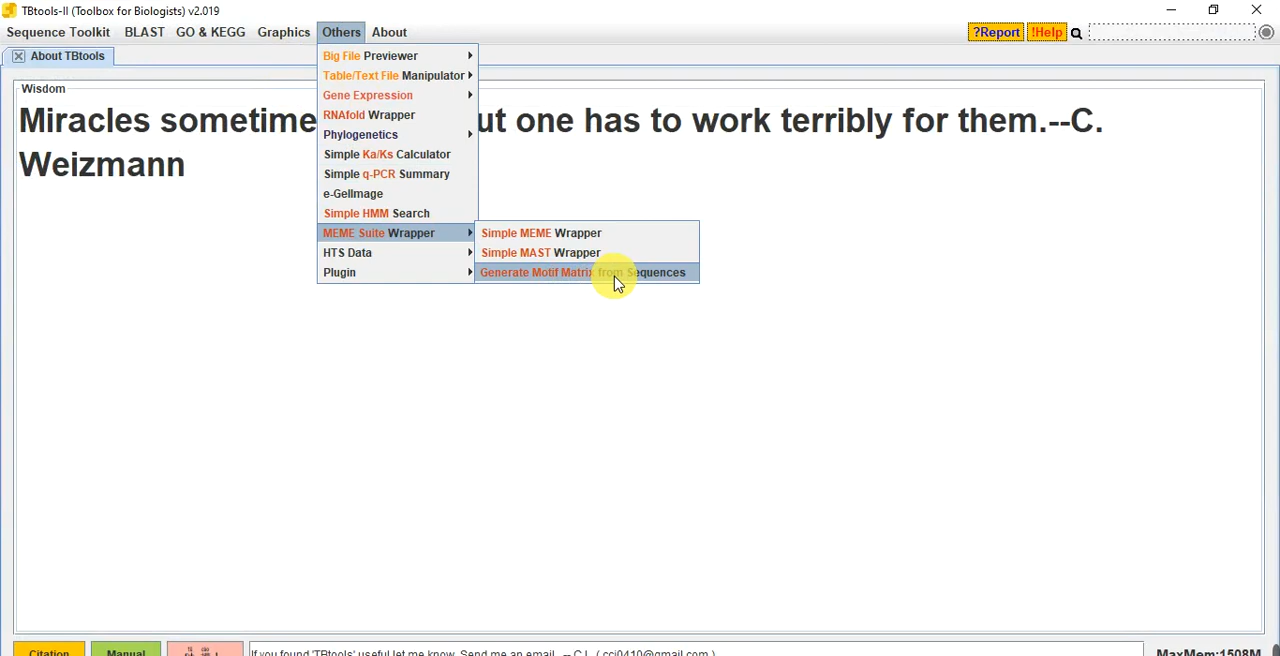 TBtools-II (Toolbox for Biologists) v2.019
Sequence Toolkit BLAST GO & KEGG Graphics Others About ?Report !Help
About TBtools
Big File Previewer
Table/Text File Manipulator
Gene Expression
RNAfold Wrapper
Phylogenetics
Simple Ka/Ks Calculator
Simple q-PCR Summary
e-GelImage
Simple HMM Search
MEME Suite Wrapper
HTS Data
Plugin
Simple MEME Wrapper
Simple MAST Wrapper
Generate Motif Matrix from Sequences
Wisdom
Miracles sometime ut one has to work terribly for them.--C.
Weizmann
Citation Manual If you found 'TBtools' useful let me know. Send me an email. -- CJ. ( ccj0410@gmail.com ) MaxMem:1508M